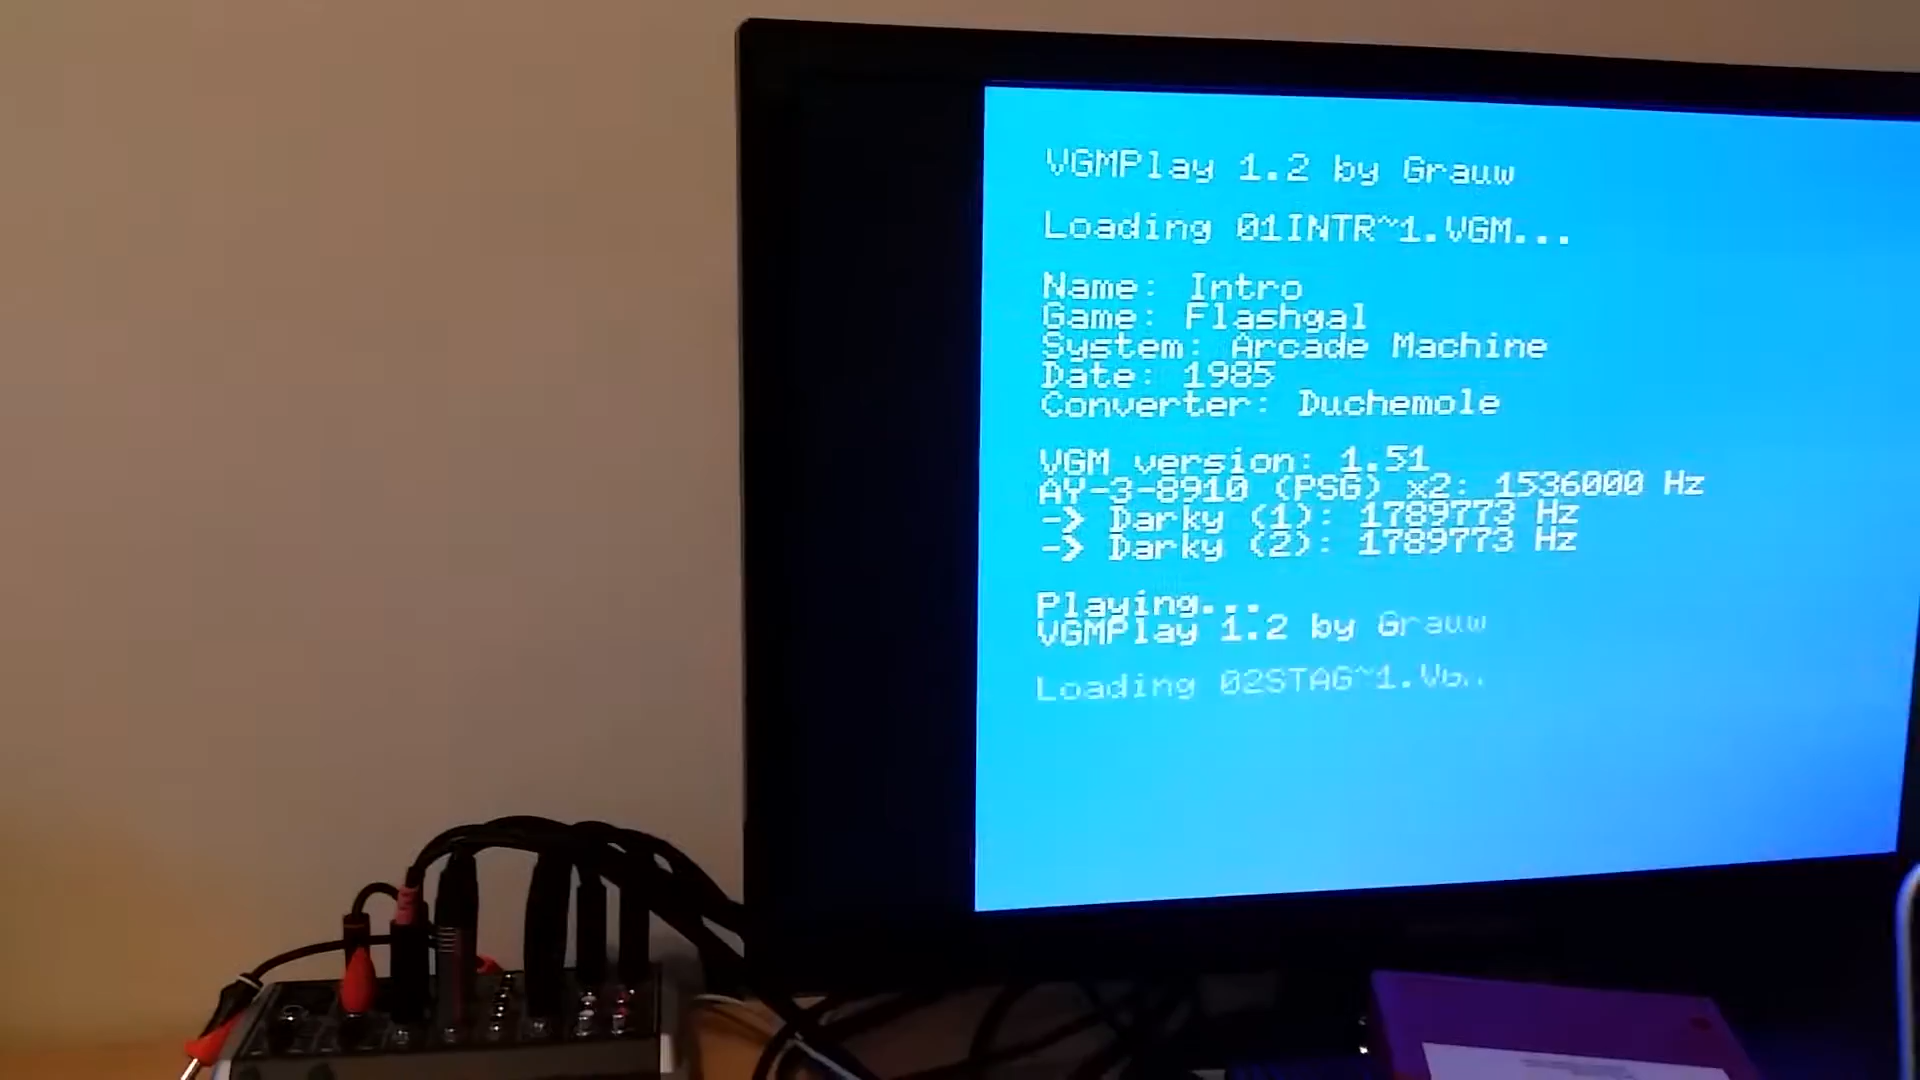 VGMPlay 1.2 by Grauw
Loading 01INTR~1.VGM...
Name: Intro
Game: Flashgal
System: Arcade Machine
Date: 1985
Converter: Duchemole
VGM version: 1.51
AY-3-8910 (PSG) x2: 1536000 Hz
-> Darky (1): 1789773 Hz
-> Darky (2): 1789773 Hz
Playing...
VGMPlay 1.2 by Grauw
Loading 02STAG~1.